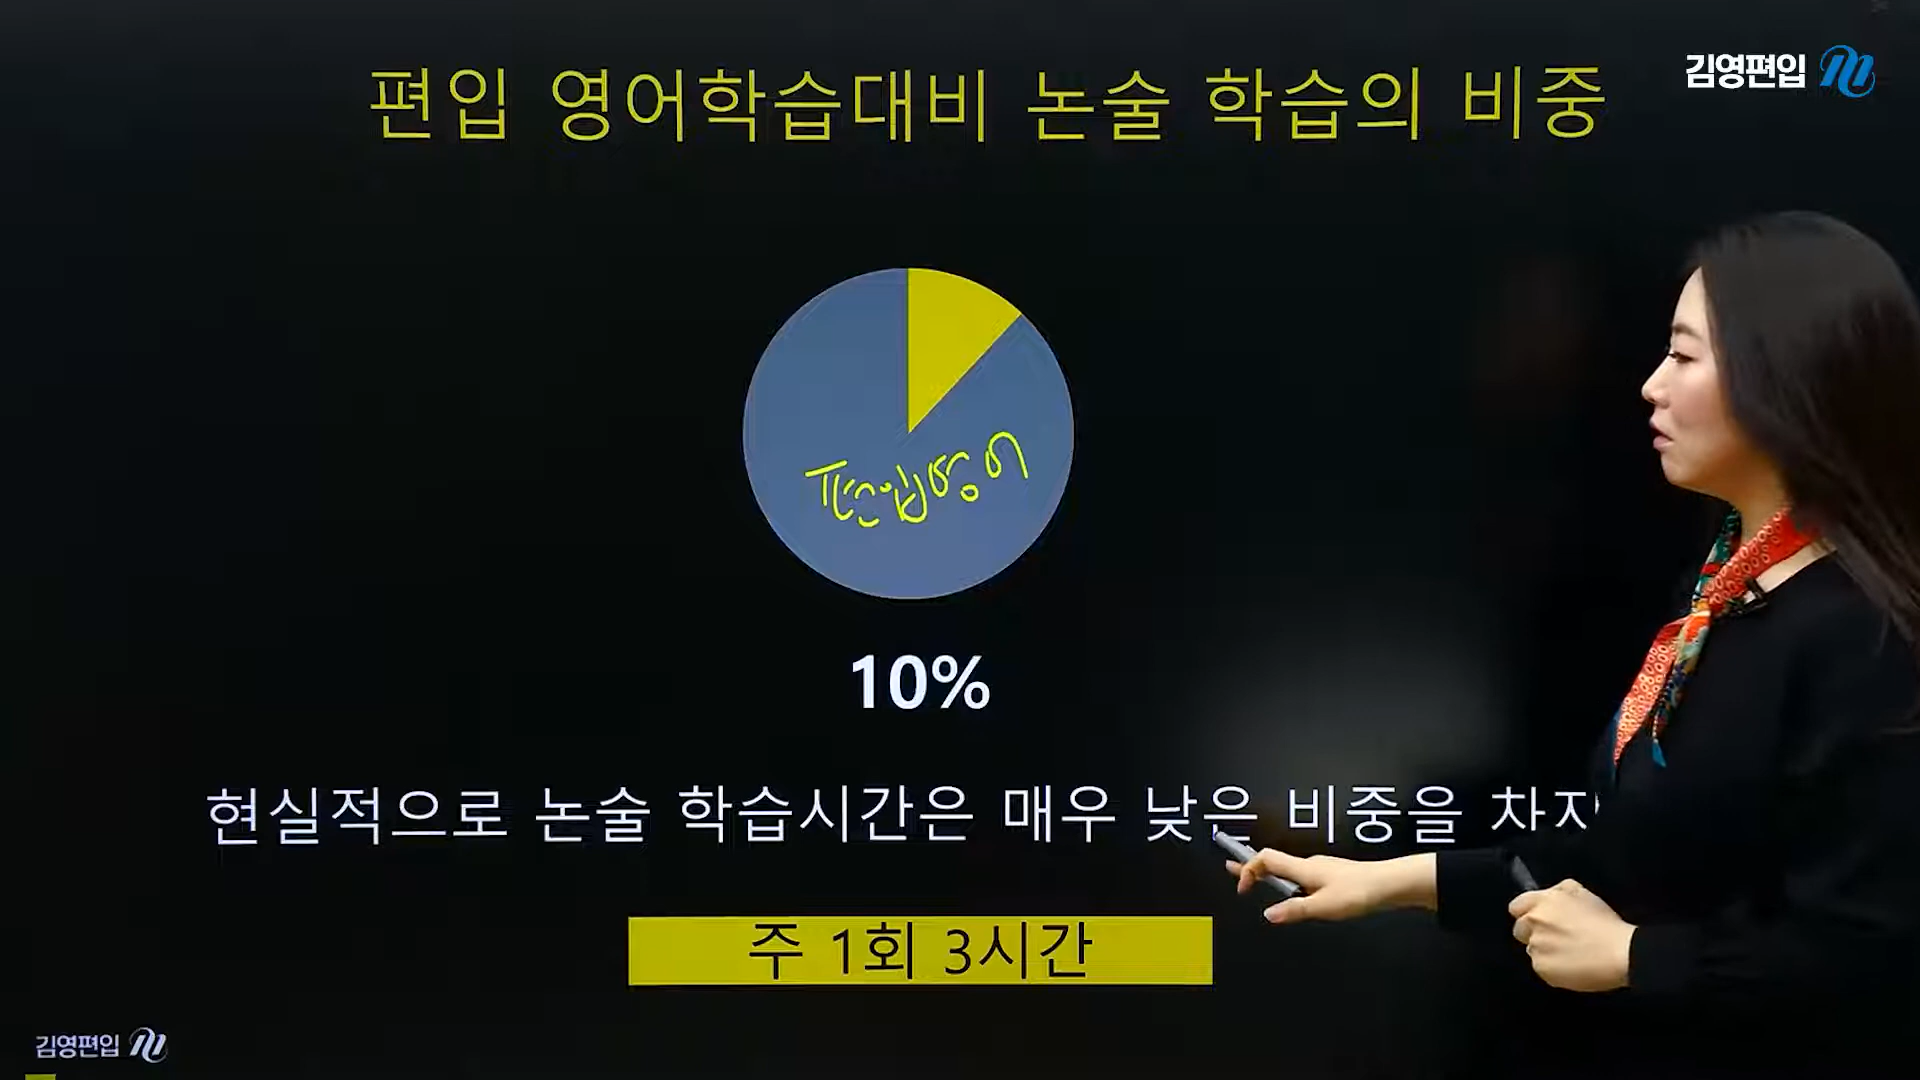 편입 영어학습대비 논술 학습의 비중
김영편입
편입영어
10%
현실적으로 논술 학습시간은 매우 낮은 비중을
주 1회 3시간
김영편입